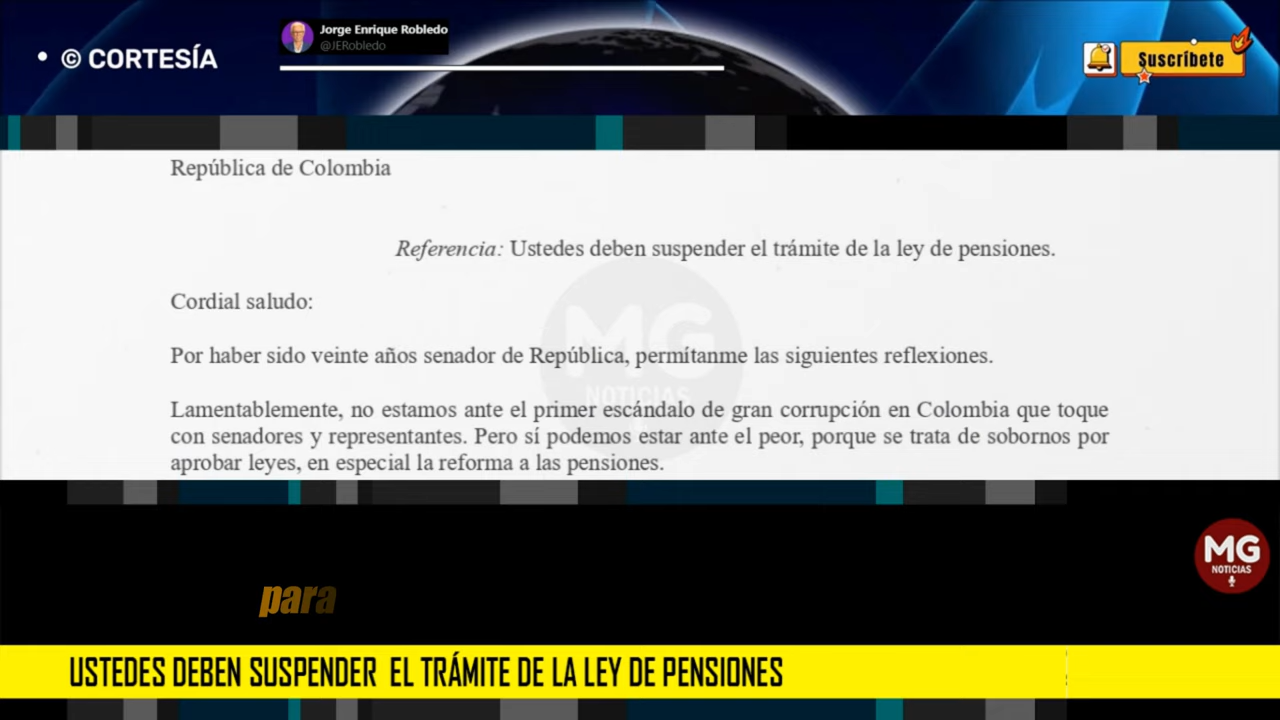 © CORTESÍA
Jorge Enrique Robledo
@JERobledo
Suscríbete
República de Colombia
Referencia: Ustedes deben suspender el trámite de la ley de pensiones.
Cordial saludo:
Por haber sido veinte años senador de República, permítanme las siguientes reflexiones.
Lamentablemente, no estamos ante el primer escándalo de gran corrupción en Colombia que toque
con senadores y representantes. Pero sí podemos estar ante el peor, porque se trata de sobornos por
aprobar leyes, en especial la reforma a las pensiones.
MG
NOTICIAS
MG
NOTICIAS
para
USTEDES DEBEN SUSPENDER EL TRÁMITE DE LA LEY DE PENSIONES